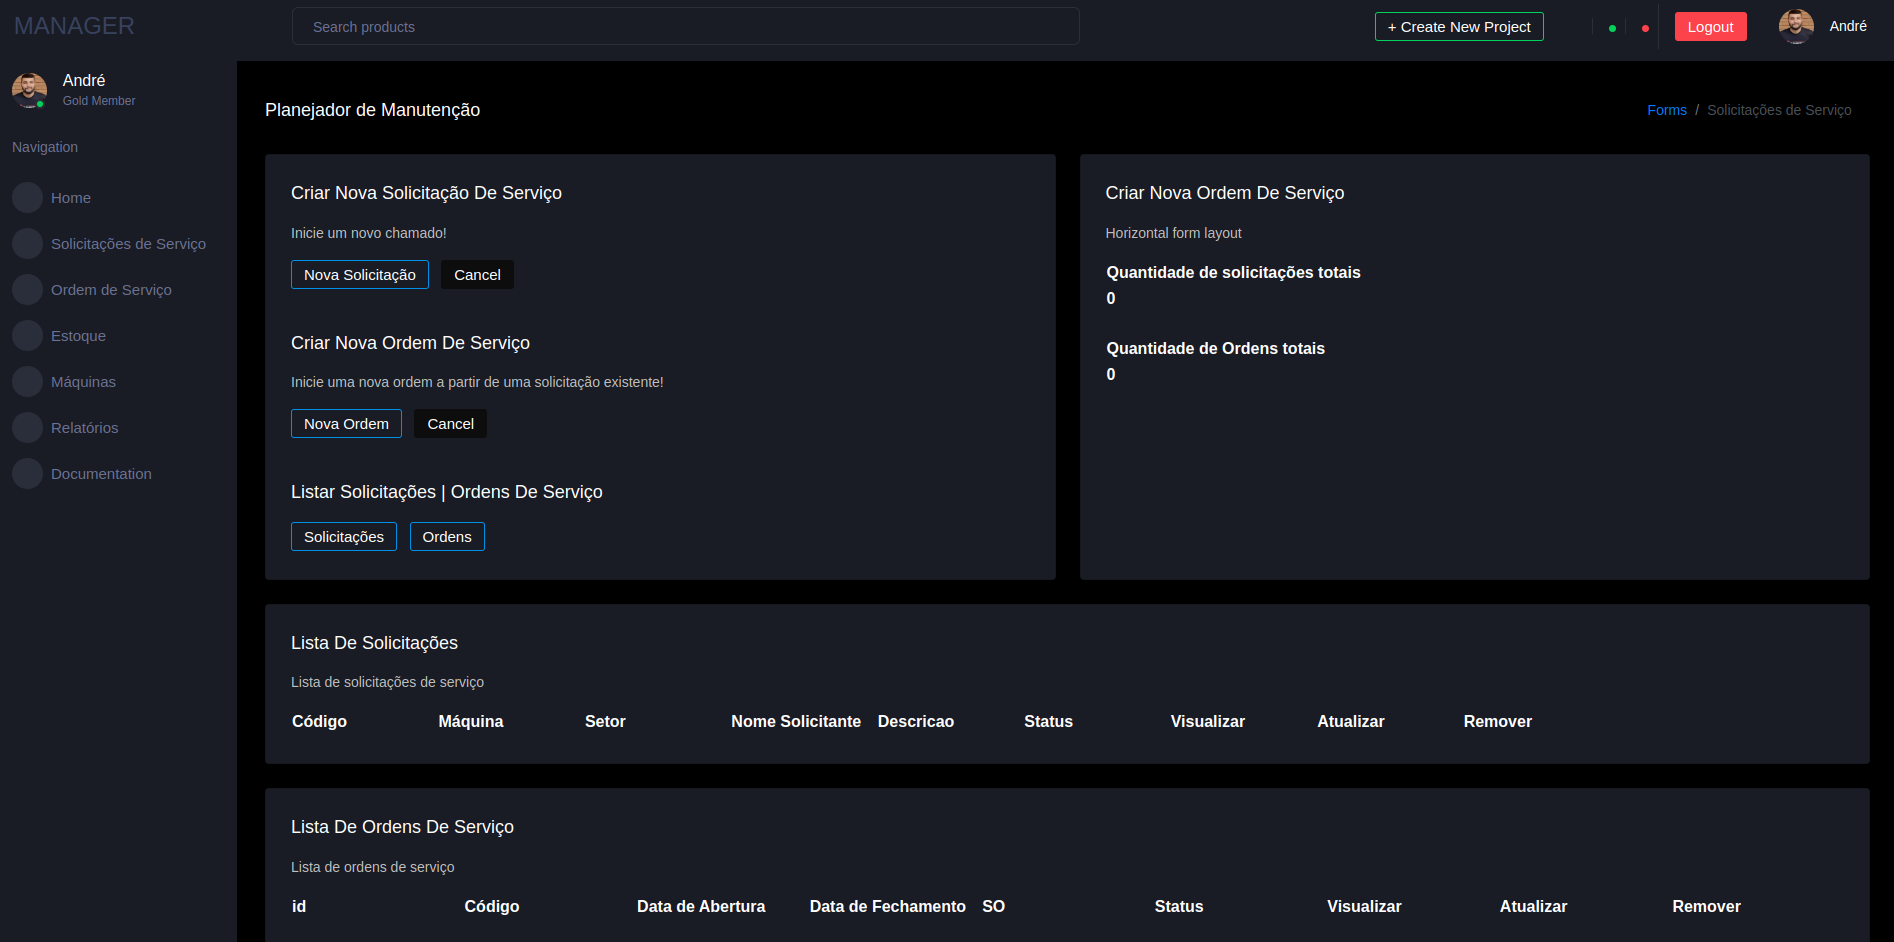 MANAGER
Search products
+ Create New Project
Logout
André
André
Gold Member
Navigation
Home
Solicitações de Serviço
Ordem de Serviço
Estoque
Máquinas
Relatórios
Documentation
Planejador de Manutenção
Forms / Solicitações de Serviço
Criar Nova Solicitação De Serviço
Inicie um novo chamado!
Nova Solicitação Cancel
Criar Nova Ordem De Serviço
Inicie uma nova ordem a partir de uma solicitação existente!
Nova Ordem Cancel
Listar Solicitações | Ordens De Serviço
Solicitações Ordens
Criar Nova Ordem De Serviço
Horizontal form layout
Quantidade de solicitações totais
0
Quantidade de Ordens totais
0
Lista De Solicitações
Lista de solicitações de serviço
Código Máquina Setor Nome Solicitante Descricao Status Visualizar Atualizar Remover
Lista De Ordens De Serviço
Lista de ordens de serviço
id Código Data de Abertura Data de Fechamento SO Status Visualizar Atualizar Remover